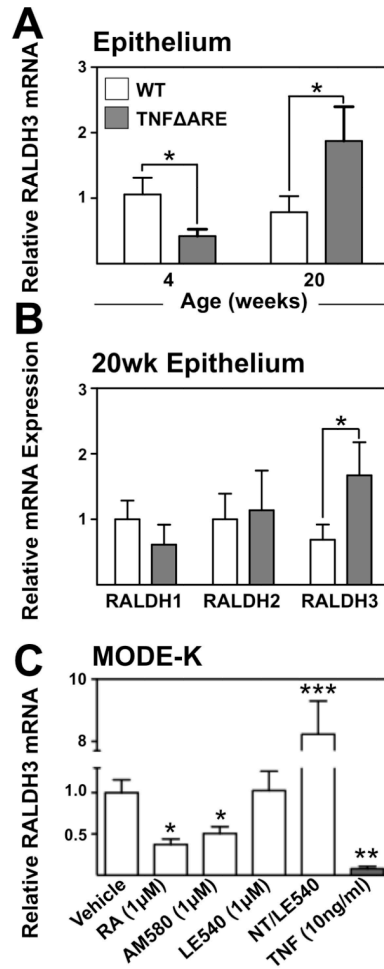 A Epithelium
Relative RALDH3 mRNA
3
2
1
WT
TNFΔARE
*
*
4 20
Age (weeks)
B 20wk Epithelium
Relative mRNA Expression
3
2
1
*
RALDH1 RALDH2 RALDH3
C MODE-K
Relative RALDH3 mRNA
10
8
1.0
0.5
*
*
***
**
Vehicle
RA (1μM)
AM580 (1μM)
LE540 (1μM)
NT/LE540
TNF (10ng/ml)